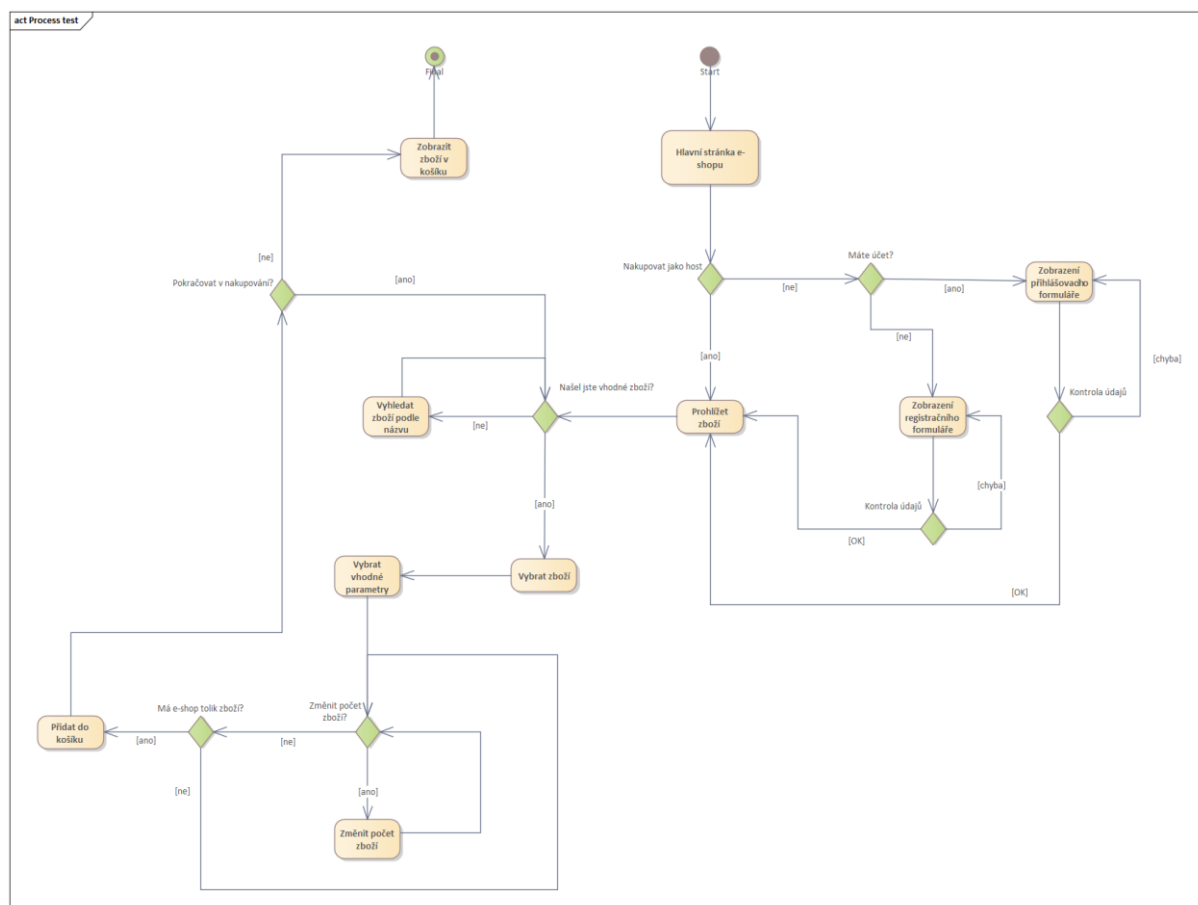 act Process test
Final
Start
Zobrazit
zboží v
košíku
Hlavní stránka e-
shopu
[ne]
Pokračovat v nakupování?
[ano]
Nakupovat jako host
[ne]
Máte účet?
[ano]
Zobrazení
přihlášovadho
formuláře
[ne]
[ano]
[chyba]
Našel jste vhodné zboží?
Vyhledat
zboží podle
názvu
[ne]
Prohlížet
zboží
Zobrazení
registračního
formuláře
Kontrola údajů
[chyba]
[ano]
Kontrola údajů
[OK]
Vybrat
vhodné
parametry
Vybrat zboží
[OK]
Má e-shop tolik zboží?
Změnit počet
zboží?
Přidat do
košíku
[ano]
[ne]
[ne]
[ano]
Změnit počet
zboží